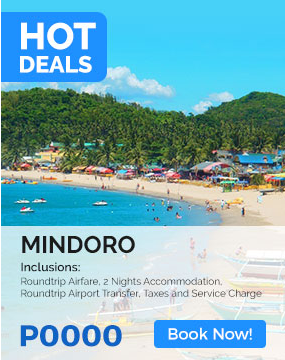 HOT
DEALS
MINDORO
Inclusions:
Roundtrip Airfare, 2 Nights Accommodation,
Roundtrip Airport Transfer, Taxes and Service Charge
P0000
Book Now!